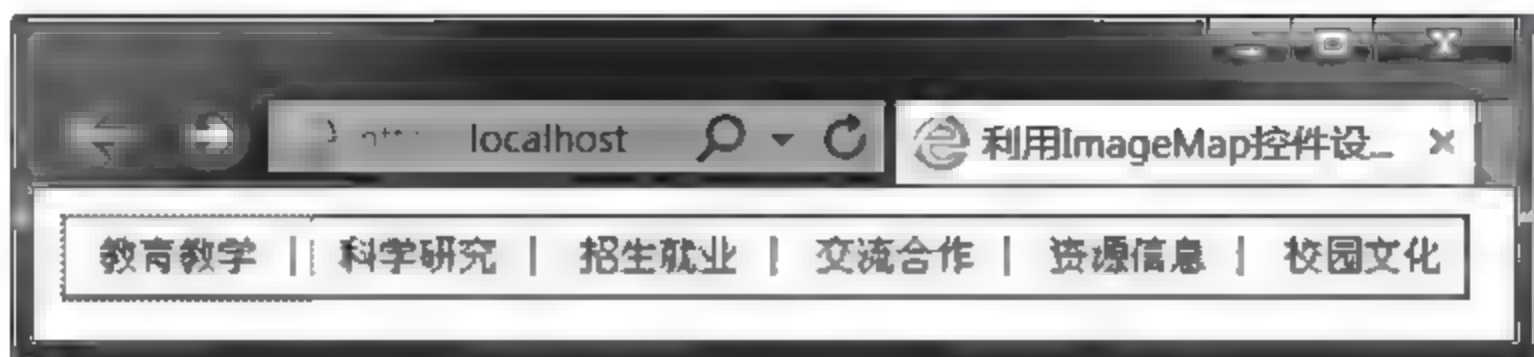 localhost 利用ImageMap控件设...
教育教学 | 科学研究 | 招生就业 | 交流合作 | 资源信息 | 校园文化